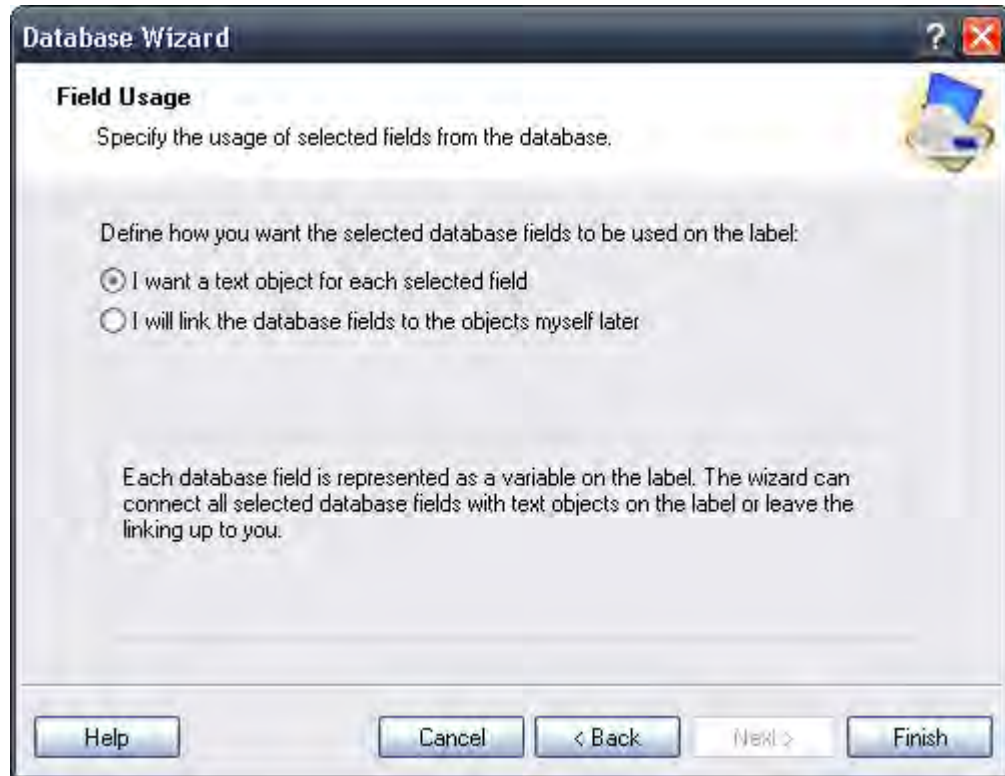 Database Wizard
?
Field Usage
Specify the usage of selected fields from the database.
Define how you want the selected database fields to be used on the label:
I want a text object for each selected field
I will link the database fields to the objects myself later
Each database field is represented as a variable on the label. The wizard can
connect all selected database fields with text objects on the label or leave the
linking up to you.
Help
Cancel
< Back
Next >
Finish